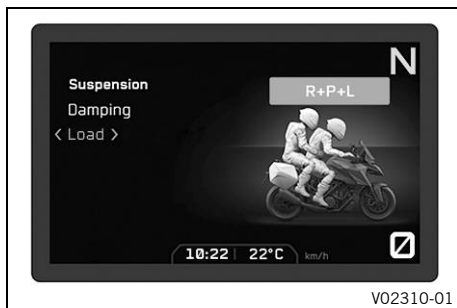 N
Suspension
R+P+L
Damping
< Load >
10:22 22°C km/h
V02310-01